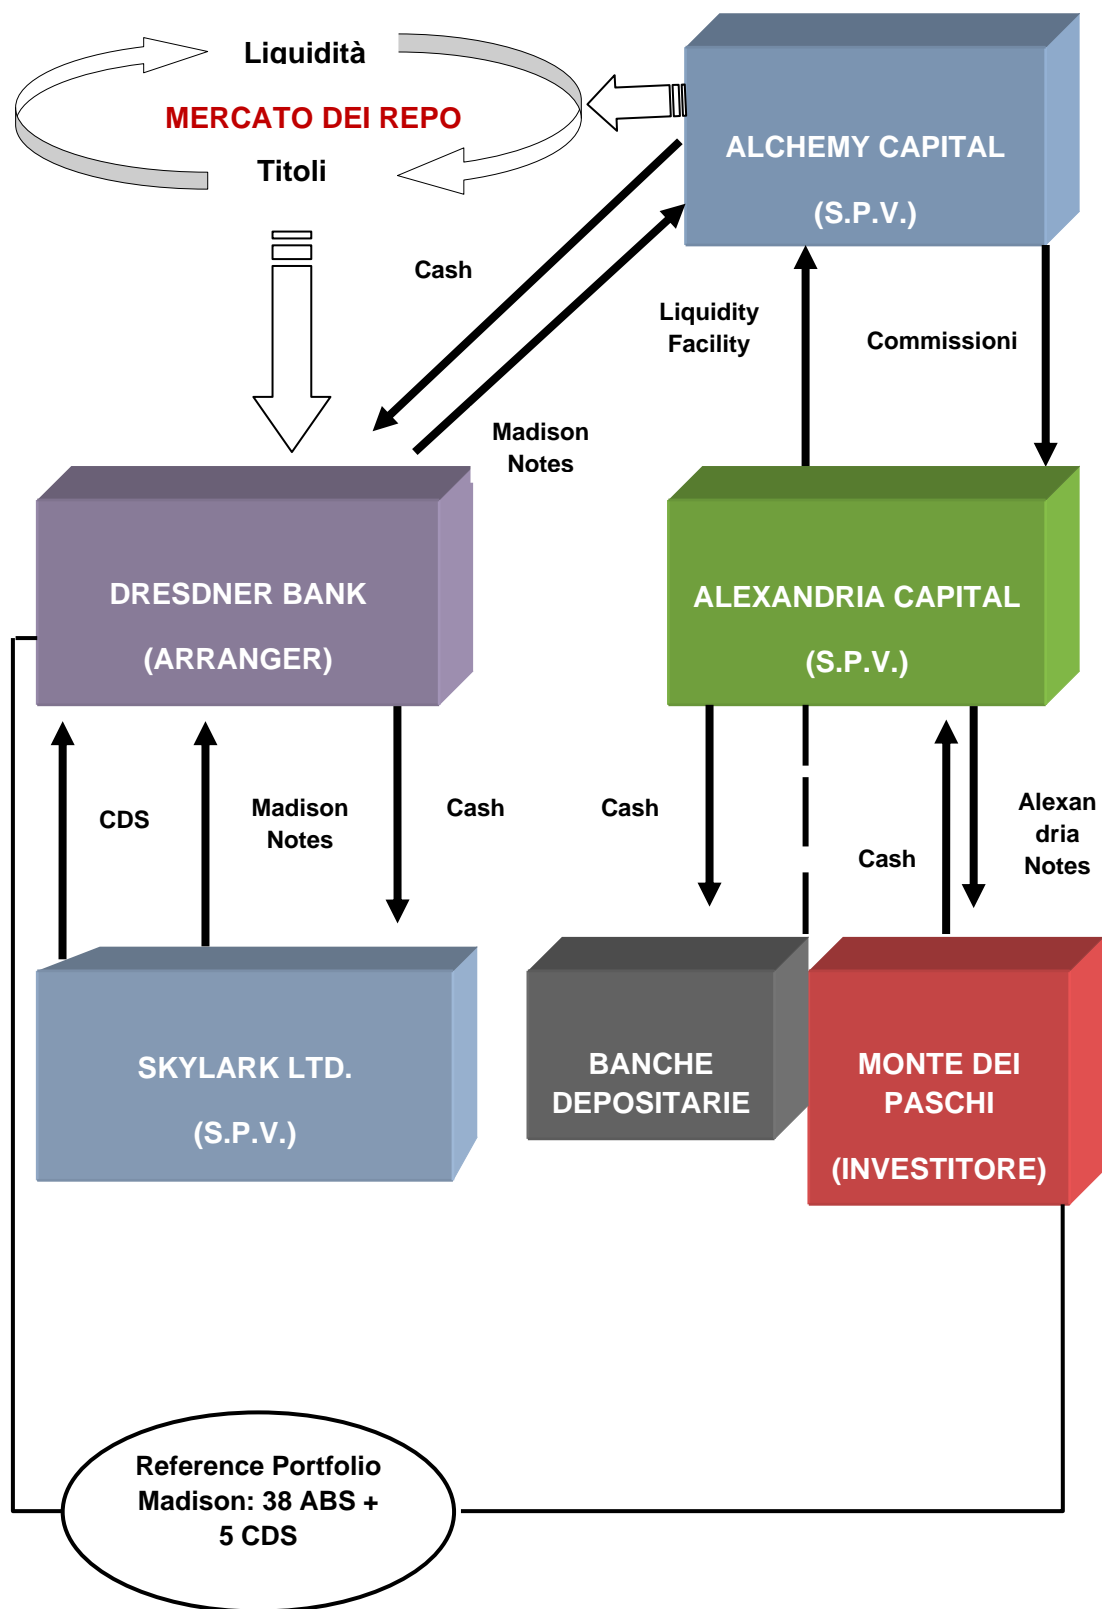 Liquidità
MERCATO DEI REPO
Titoli
ALCHEMY CAPITAL
(S.P.V.)
Cash
Liquidity
Facility
Commissioni
Madison
Notes
DRESDNER BANK
(ARRANGER)
ALEXANDRIA CAPITAL
(S.P.V.)
CDS
Madison
Notes
Cash
Cash
Cash
Alexan
dria
Notes
SKYLARK LTD.
(S.P.V.)
BANCHE
DEPOSITARIE
MONTE DEI
PASCHI
(INVESTITORE)
Reference Portfolio
Madison: 38 ABS +
5 CDS